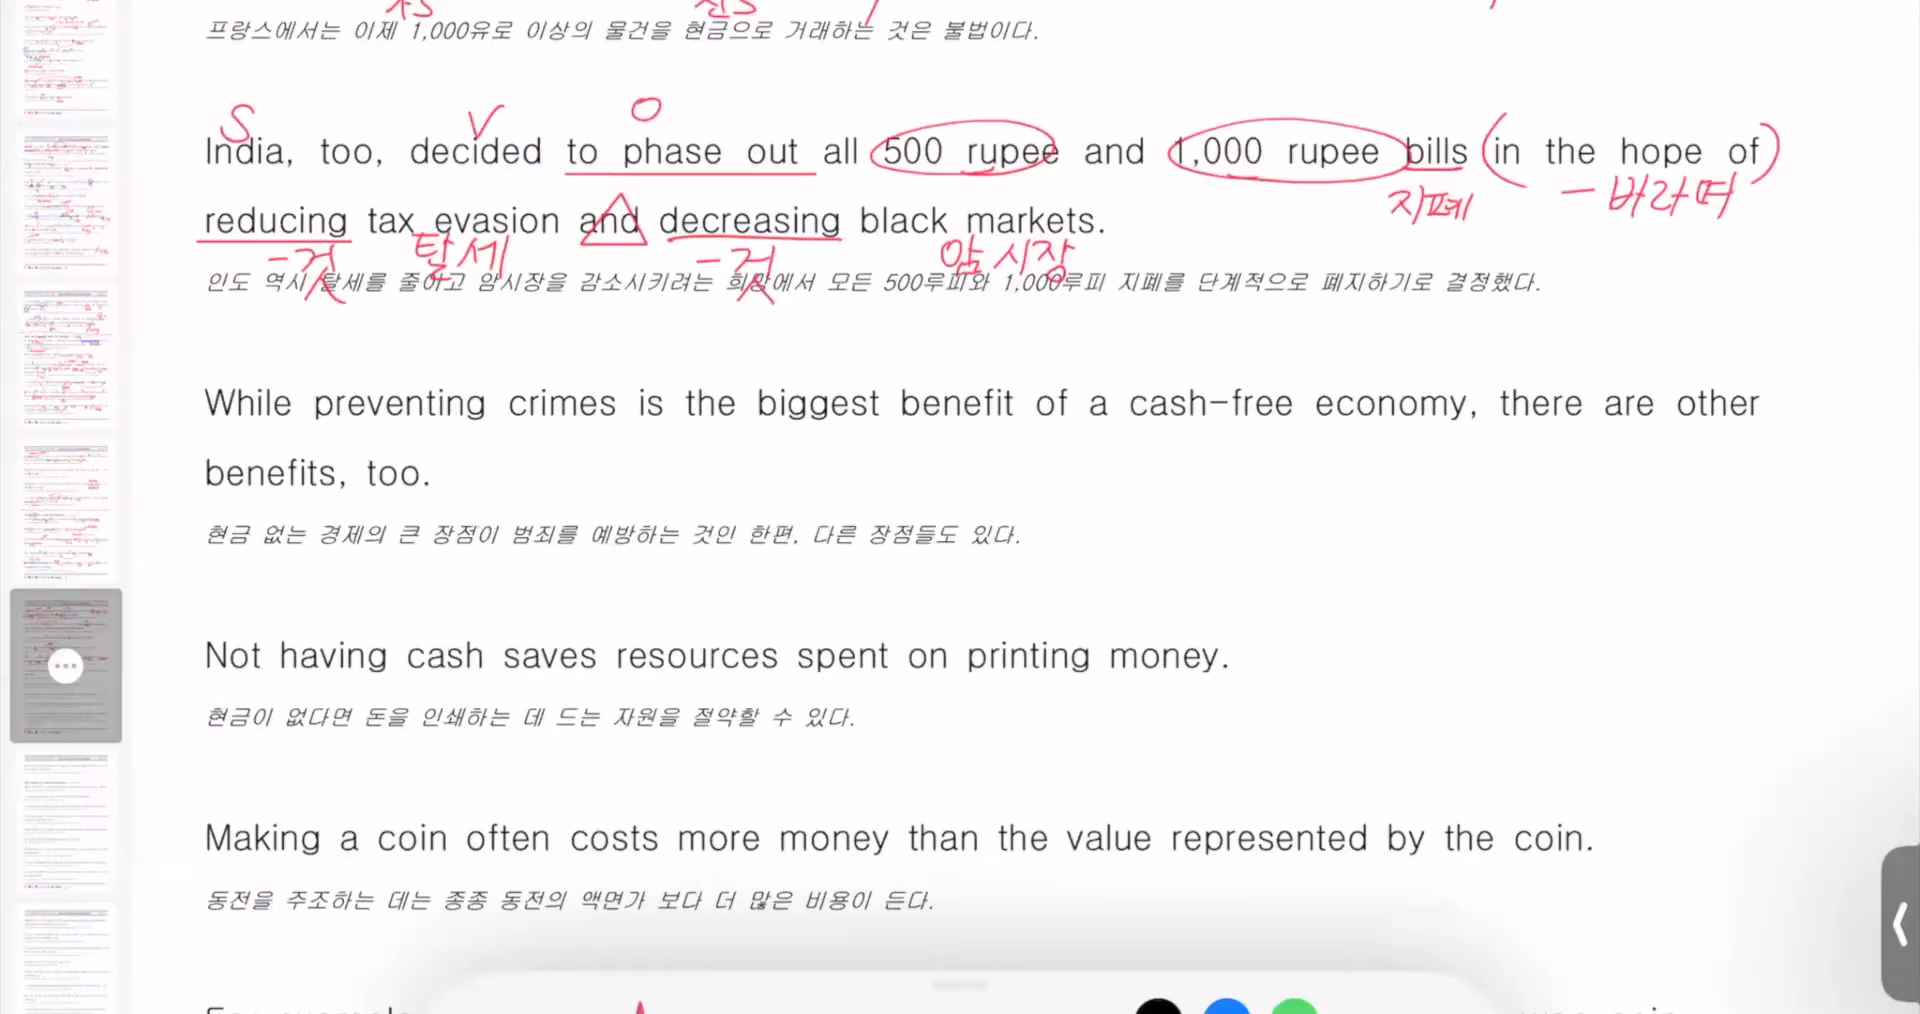 프랑스에서는 이제 1,000유로 이상의 물건을 현금으로 거래하는 것은 불법이다.
S V O
India, too, decided to phase out all 500 rupee and 1,000 rupee bills (in the hope of)
지폐 -바라며
reducing tax evasion and decreasing black markets.
-것 탈세 -것 암시장
인도 역시 탈세를 줄이고 암시장을 감소시키려는 희망에서 모든 500루피와 1,000루피 지폐를 단계적으로 폐지하기로 결정했다.
While preventing crimes is the biggest benefit of a cash-free economy, there are other
benefits, too.
현금 없는 경제의 큰 장점이 범죄를 예방하는 것인 한편, 다른 장점들도 있다.
Not having cash saves resources spent on printing money.
현금이 없다면 돈을 인쇄하는 데 드는 자원을 절약할 수 있다.
Making a coin often costs more money than the value represented by the coin.
동전을 주조하는 데는 종종 동전의 액면가 보다 더 많은 비용이 든다.